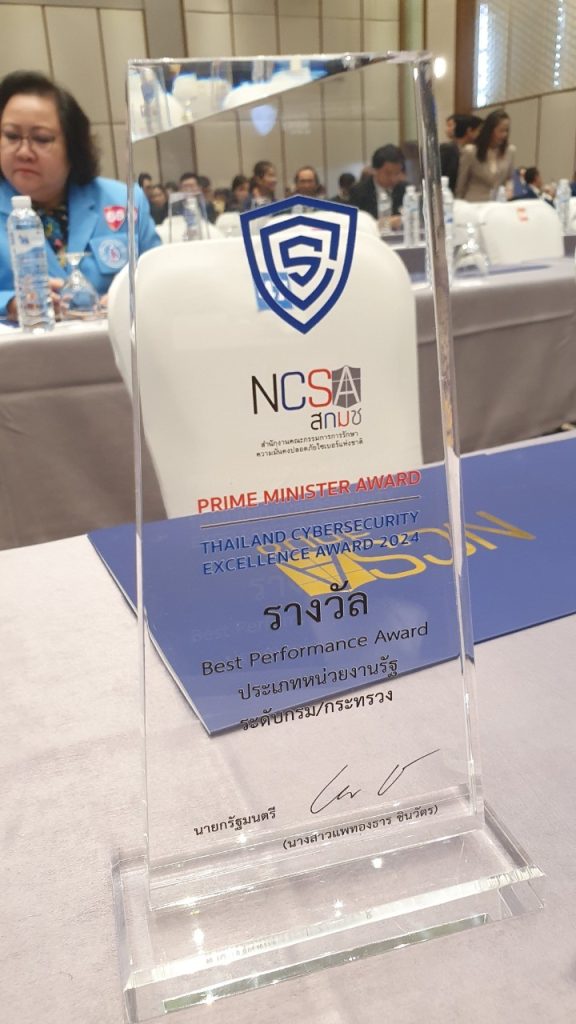 NCSA
สกมช
สำนักงานคณะกรรมการการรักษา
ความมั่นคงปลอดภัยไซเบอร์แห่งชาติ
PRIME MINISTER AWARD
THAILAND CYBERSECURITY
EXCELLENCE AWARD 2024
รางวัล
Best Performance Award
ประเภทหน่วยงานรัฐ
ระดับกรม/กระทรวง
นายกรัฐมนตรี
(นางสาวแพทองธาร ชินวัตร)
NCSA